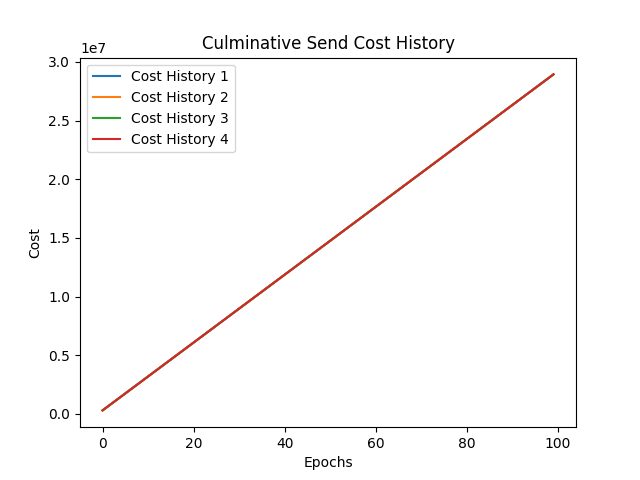 Culminative Send Cost History
1e7
Cost History 1
Cost History 2
Cost History 3
Cost History 4
3.0
2.5
2.0
1.5
1.0
0.5
0.0
Cost
0 20 40 60 80 100
Epochs